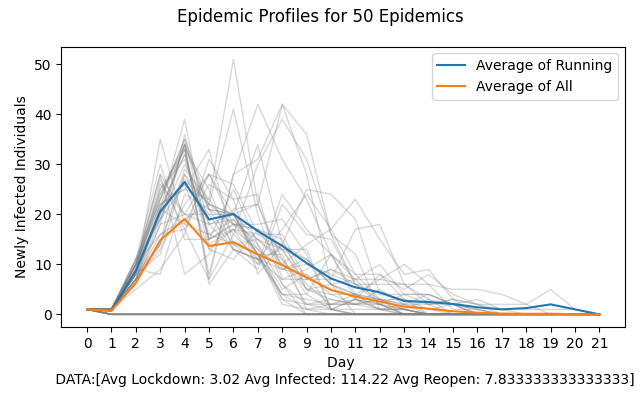 Epidemic Profiles for 50 Epidemics
Average of Running
Average of All
Newly Infected Individuals
50
40
30
20
10
0
0 1 2 3 4 5 6 7 8 9 10 11 12 13 14 15 16 17 18 19 20 21
Day
DATA:[Avg Lockdown: 3.02 Avg Infected: 114.22 Avg Reopen: 7.833333333333333]